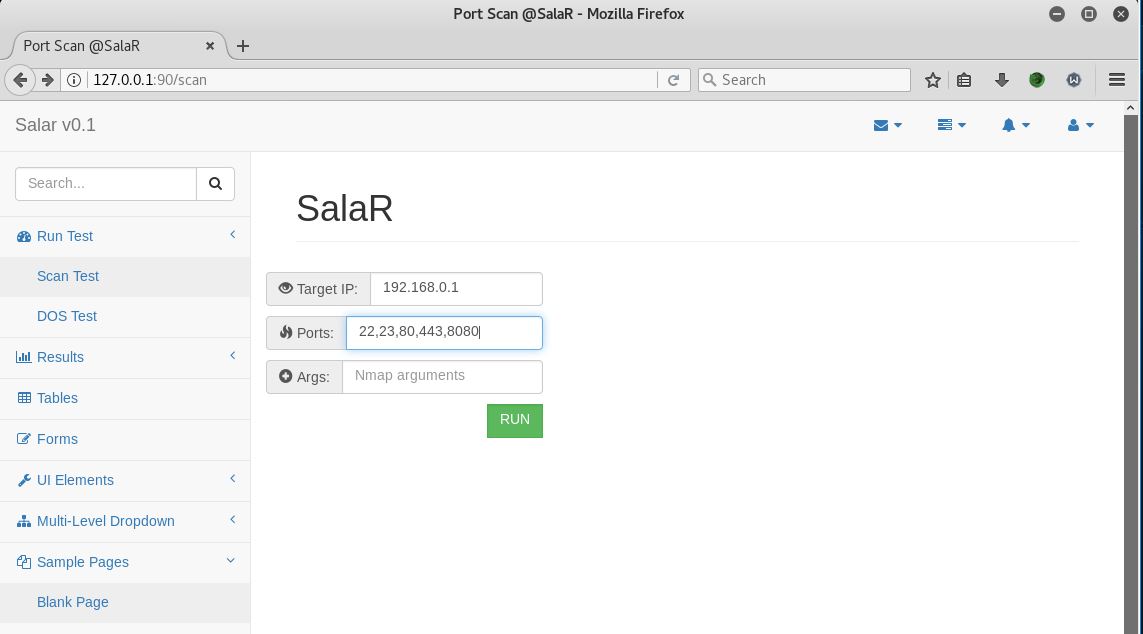 Port Scan @SalaR - Mozilla Firefox
Port Scan @SalaR
127.0.0.1:90/scan
Search
Salar v0.1
Search...
Run Test
Scan Test
DOS Test
Results
Tables
Forms
UI Elements
Multi-Level Dropdown
Sample Pages
Blank Page
SalaR
Target IP: 192.168.0.1
Ports: 22,23,80,443,8080
Args: Nmap arguments
RUN